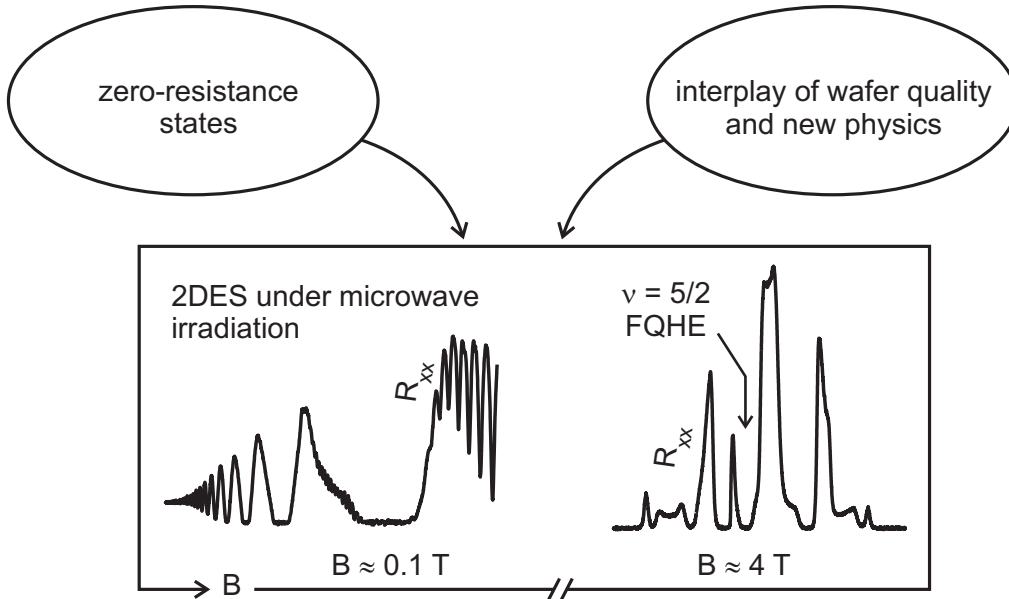 zero-resistance
states
interplay of wafer quality
and new physics
2DES under microwave
irradiation
Rxx
ν = 5/2
FQHE
Rxx
B ≈ 0.1 T
B ≈ 4 T
B